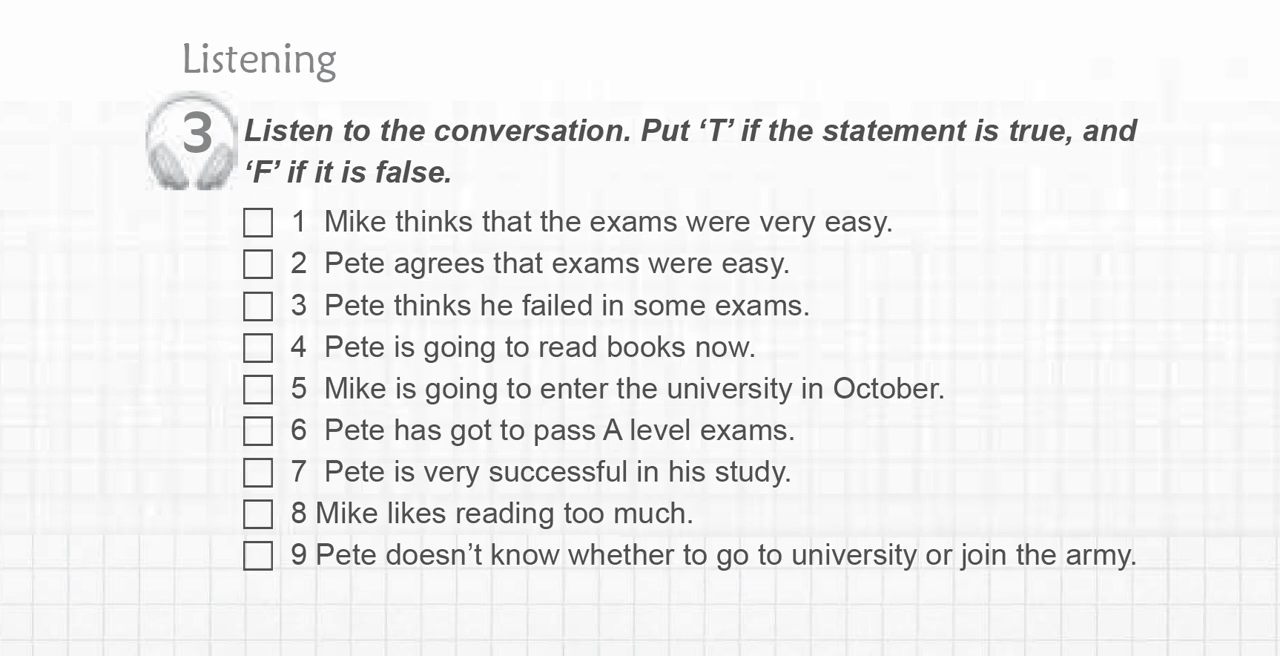 Listening
3 Listen to the conversation. Put ‘T’ if the statement is true, and
‘F’ if it is false.
1 Mike thinks that the exams were very easy.
2 Pete agrees that exams were easy.
3 Pete thinks he failed in some exams.
4 Pete is going to read books now.
5 Mike is going to enter the university in October.
6 Pete has got to pass A level exams.
7 Pete is very successful in his study.
8 Mike likes reading too much.
9 Pete doesn’t know whether to go to university or join the army.